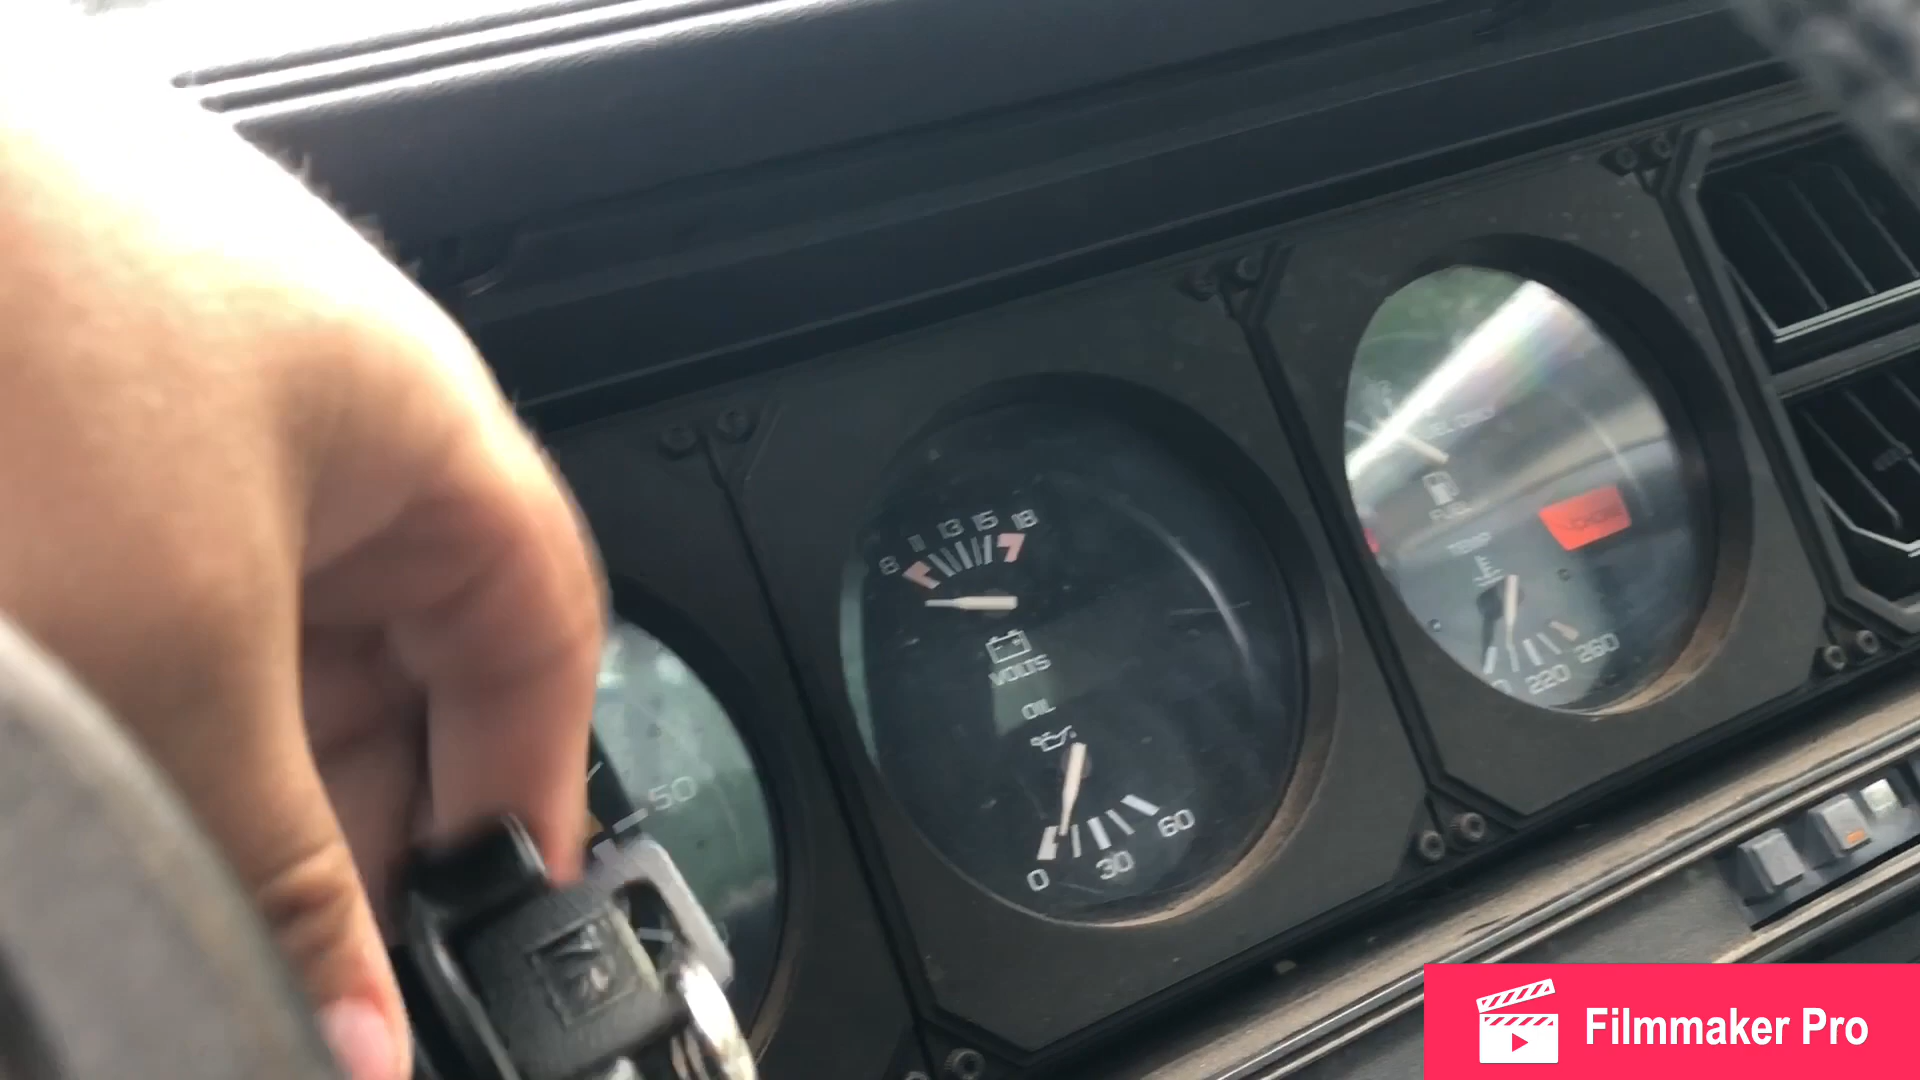 8 11 13 15 18
VOLTS
OIL
0 30 60
FUEL
TEMP
220 260
50
Filmmaker Pro